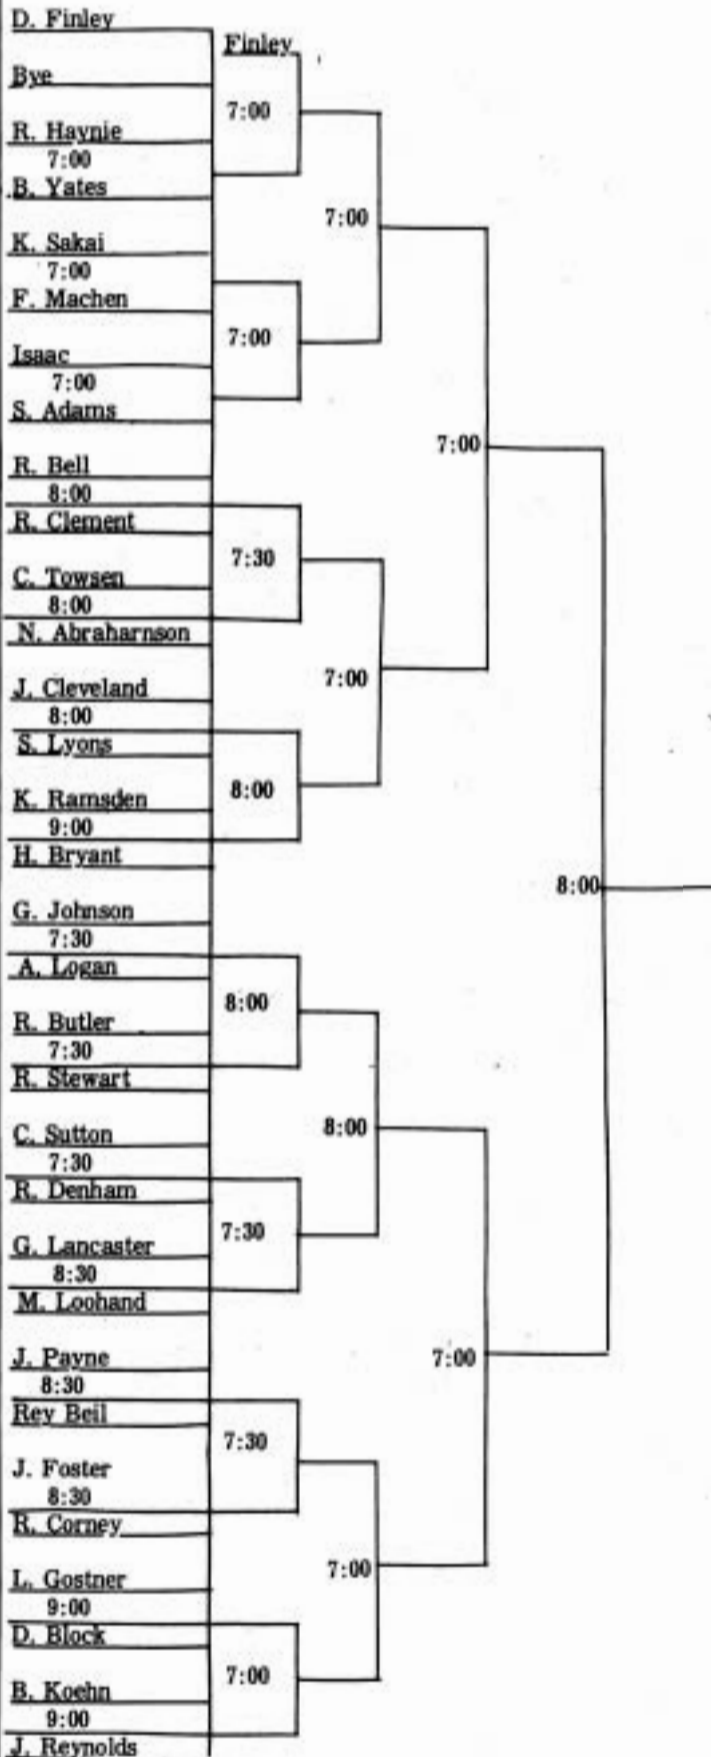 D. Finley
Finley
Bye
7:00
R. Haynie
7:00
B. Yates
7:00
K. Sakai
7:00
F. Machen
7:00
Isaac
7:00
S. Adams
7:00
R. Bell
8:00
R. Clement
7:30
C. Towsen
8:00
N. Abraharnson
7:00
J. Cleveland
8:00
S. Lyons
8:00
K. Ramsden
9:00
H. Bryant
8:00
G. Johnson
7:30
A. Logan
8:00
R. Butler
7:30
R. Stewart
8:00
C. Sutton
7:30
R. Denham
7:30
G. Lancaster
8:30
M. Loohand
7:00
J. Payne
8:30
Rey Beil
7:30
J. Foster
8:30
R. Corney
7:00
L. Gostner
9:00
D. Block
7:00
B. Koehn
9:00
J. Reynolds